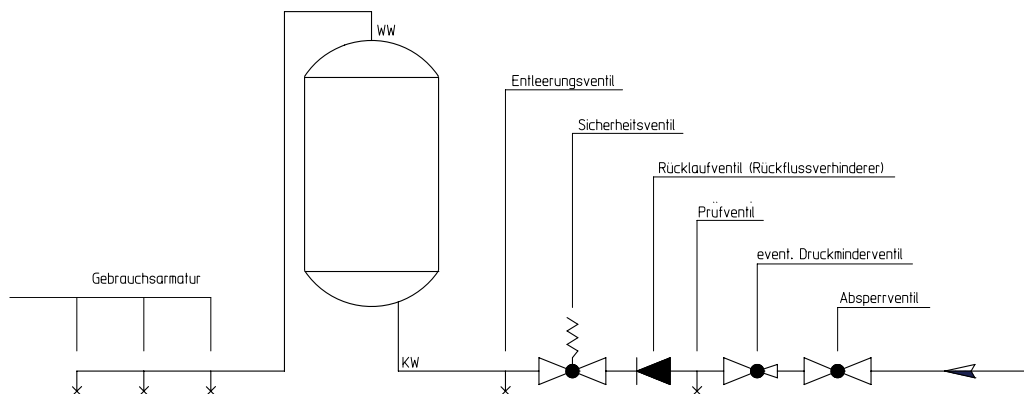 WW
Entleerungsventil
Sicherheitsventil
Rücklaufventil (Rückflussverhinderer)
Prüfventil
event. Druckminderventil
Gebrauchsarmatur
Absperrventil
KW